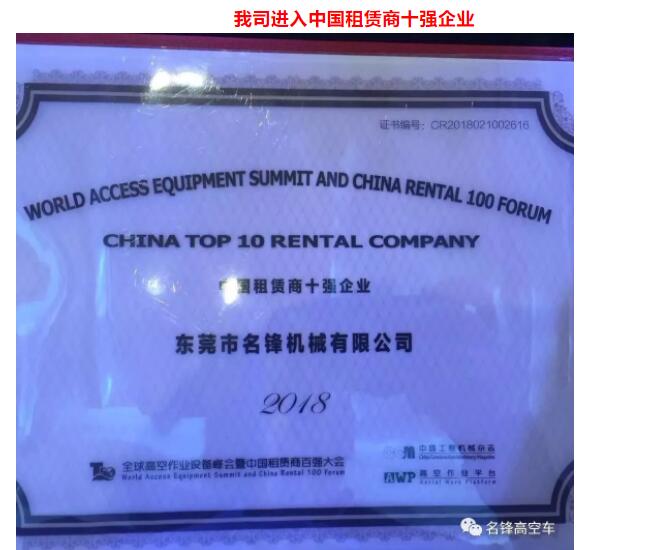 我司进入中国租赁商十强企业
证书编号：CR2018021002616
WORLD ACCESS EQUIPMENT SUMMIT AND CHINA RENTAL 100 FORUM
CHINA TOP 10 RENTAL COMPANY
中国租赁商十强企业
东莞市名锋机械有限公司
2018
全球高空作业设备峰会暨中国租赁商百强大会
World Access Equipment Summit and China Rental 100 Forum
中国工程机械杂志
AWP 高空作业平台
Aerial Work Platform
名锋高空车